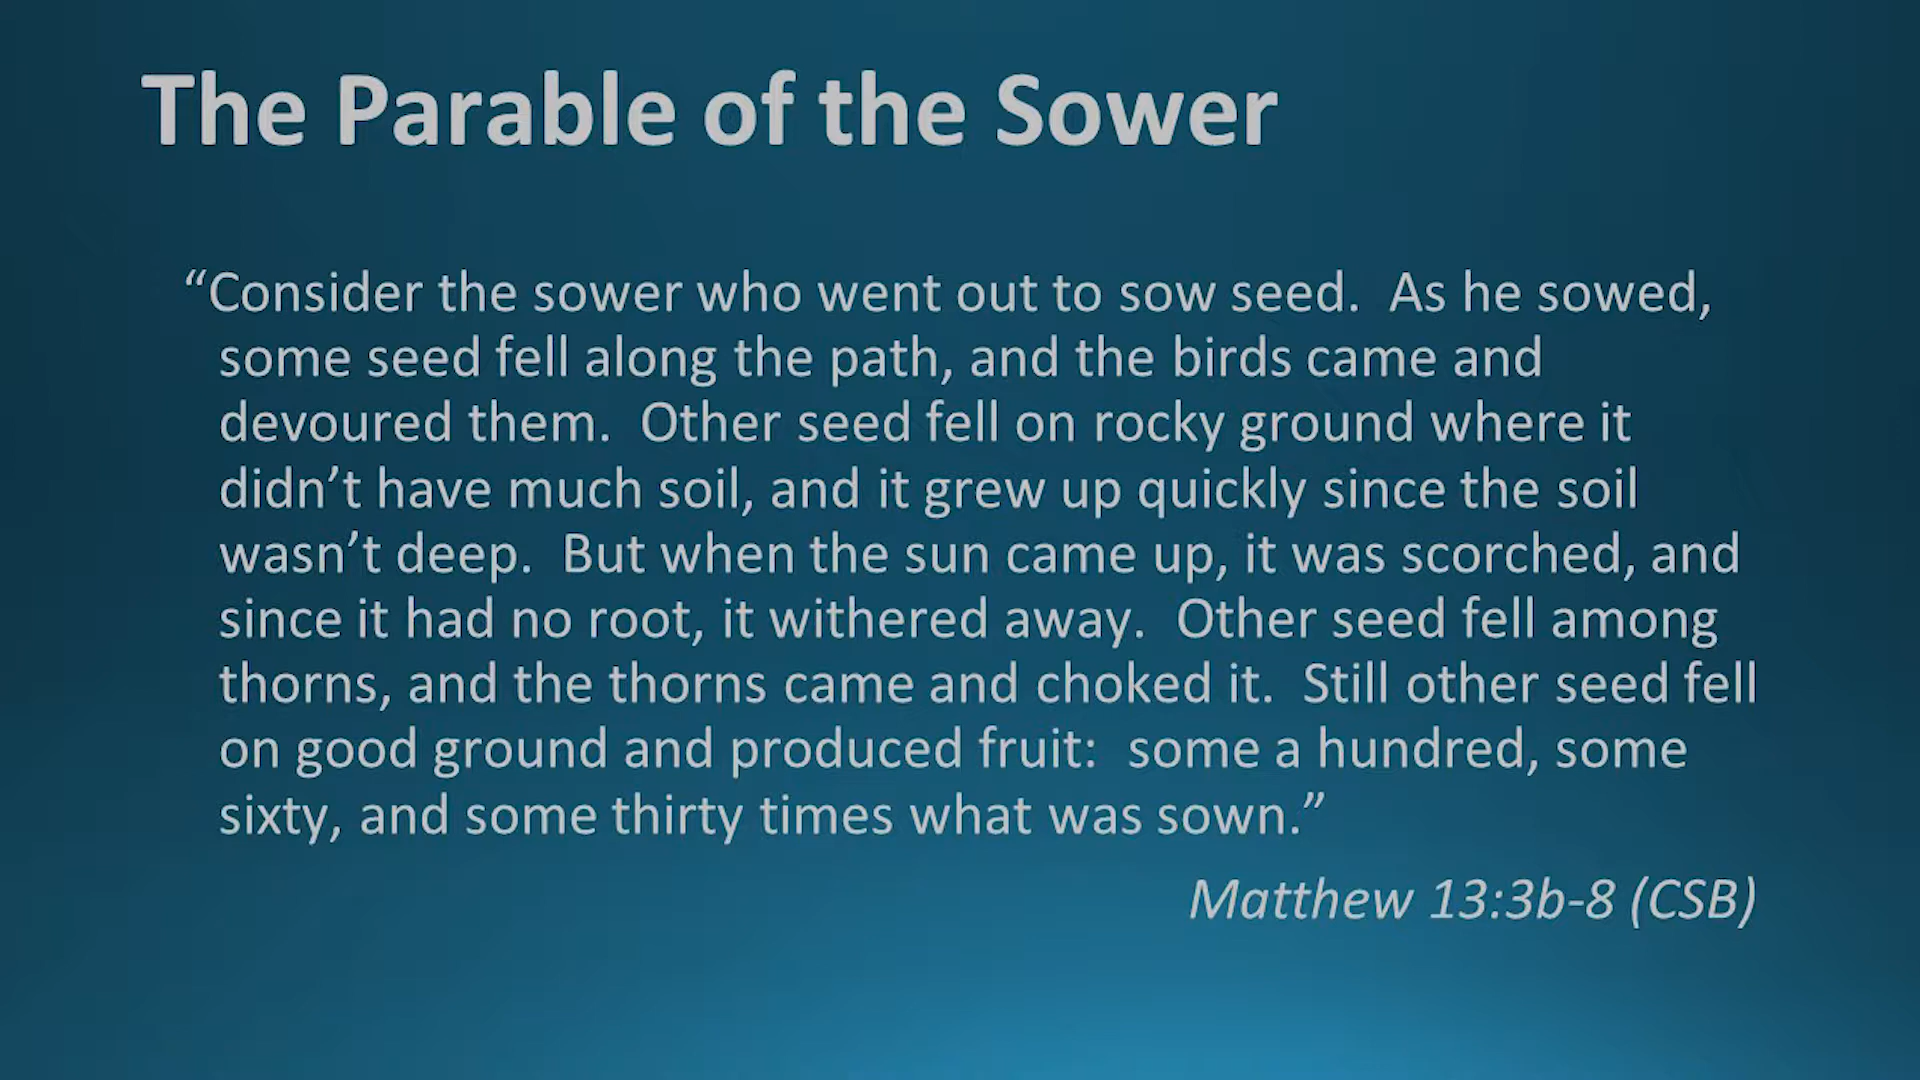 The Parable of the Sower
“Consider the sower who went out to sow seed.  As he sowed,
some seed fell along the path, and the birds came and
devoured them.  Other seed fell on rocky ground where it
didn’t have much soil, and it grew up quickly since the soil
wasn’t deep.  But when the sun came up, it was scorched, and
since it had no root, it withered away.  Other seed fell among
thorns, and the thorns came and choked it.  Still other seed fell
on good ground and produced fruit:  some a hundred, some
sixty, and some thirty times what was sown.”
Matthew 13:3b-8 (CSB)